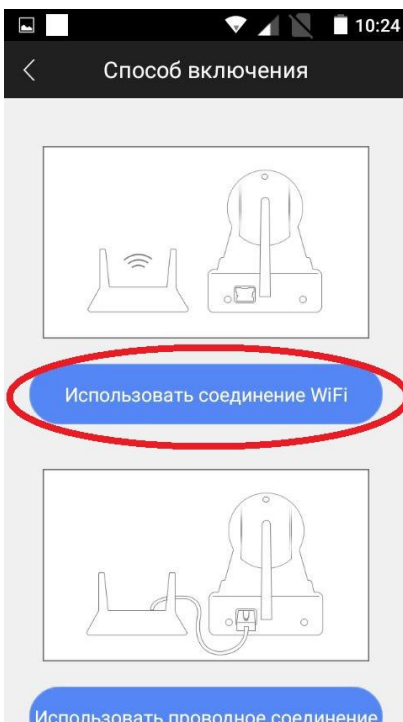 10:24
Способ включения
Использовать соединение WiFi
Использовать проводное соединение